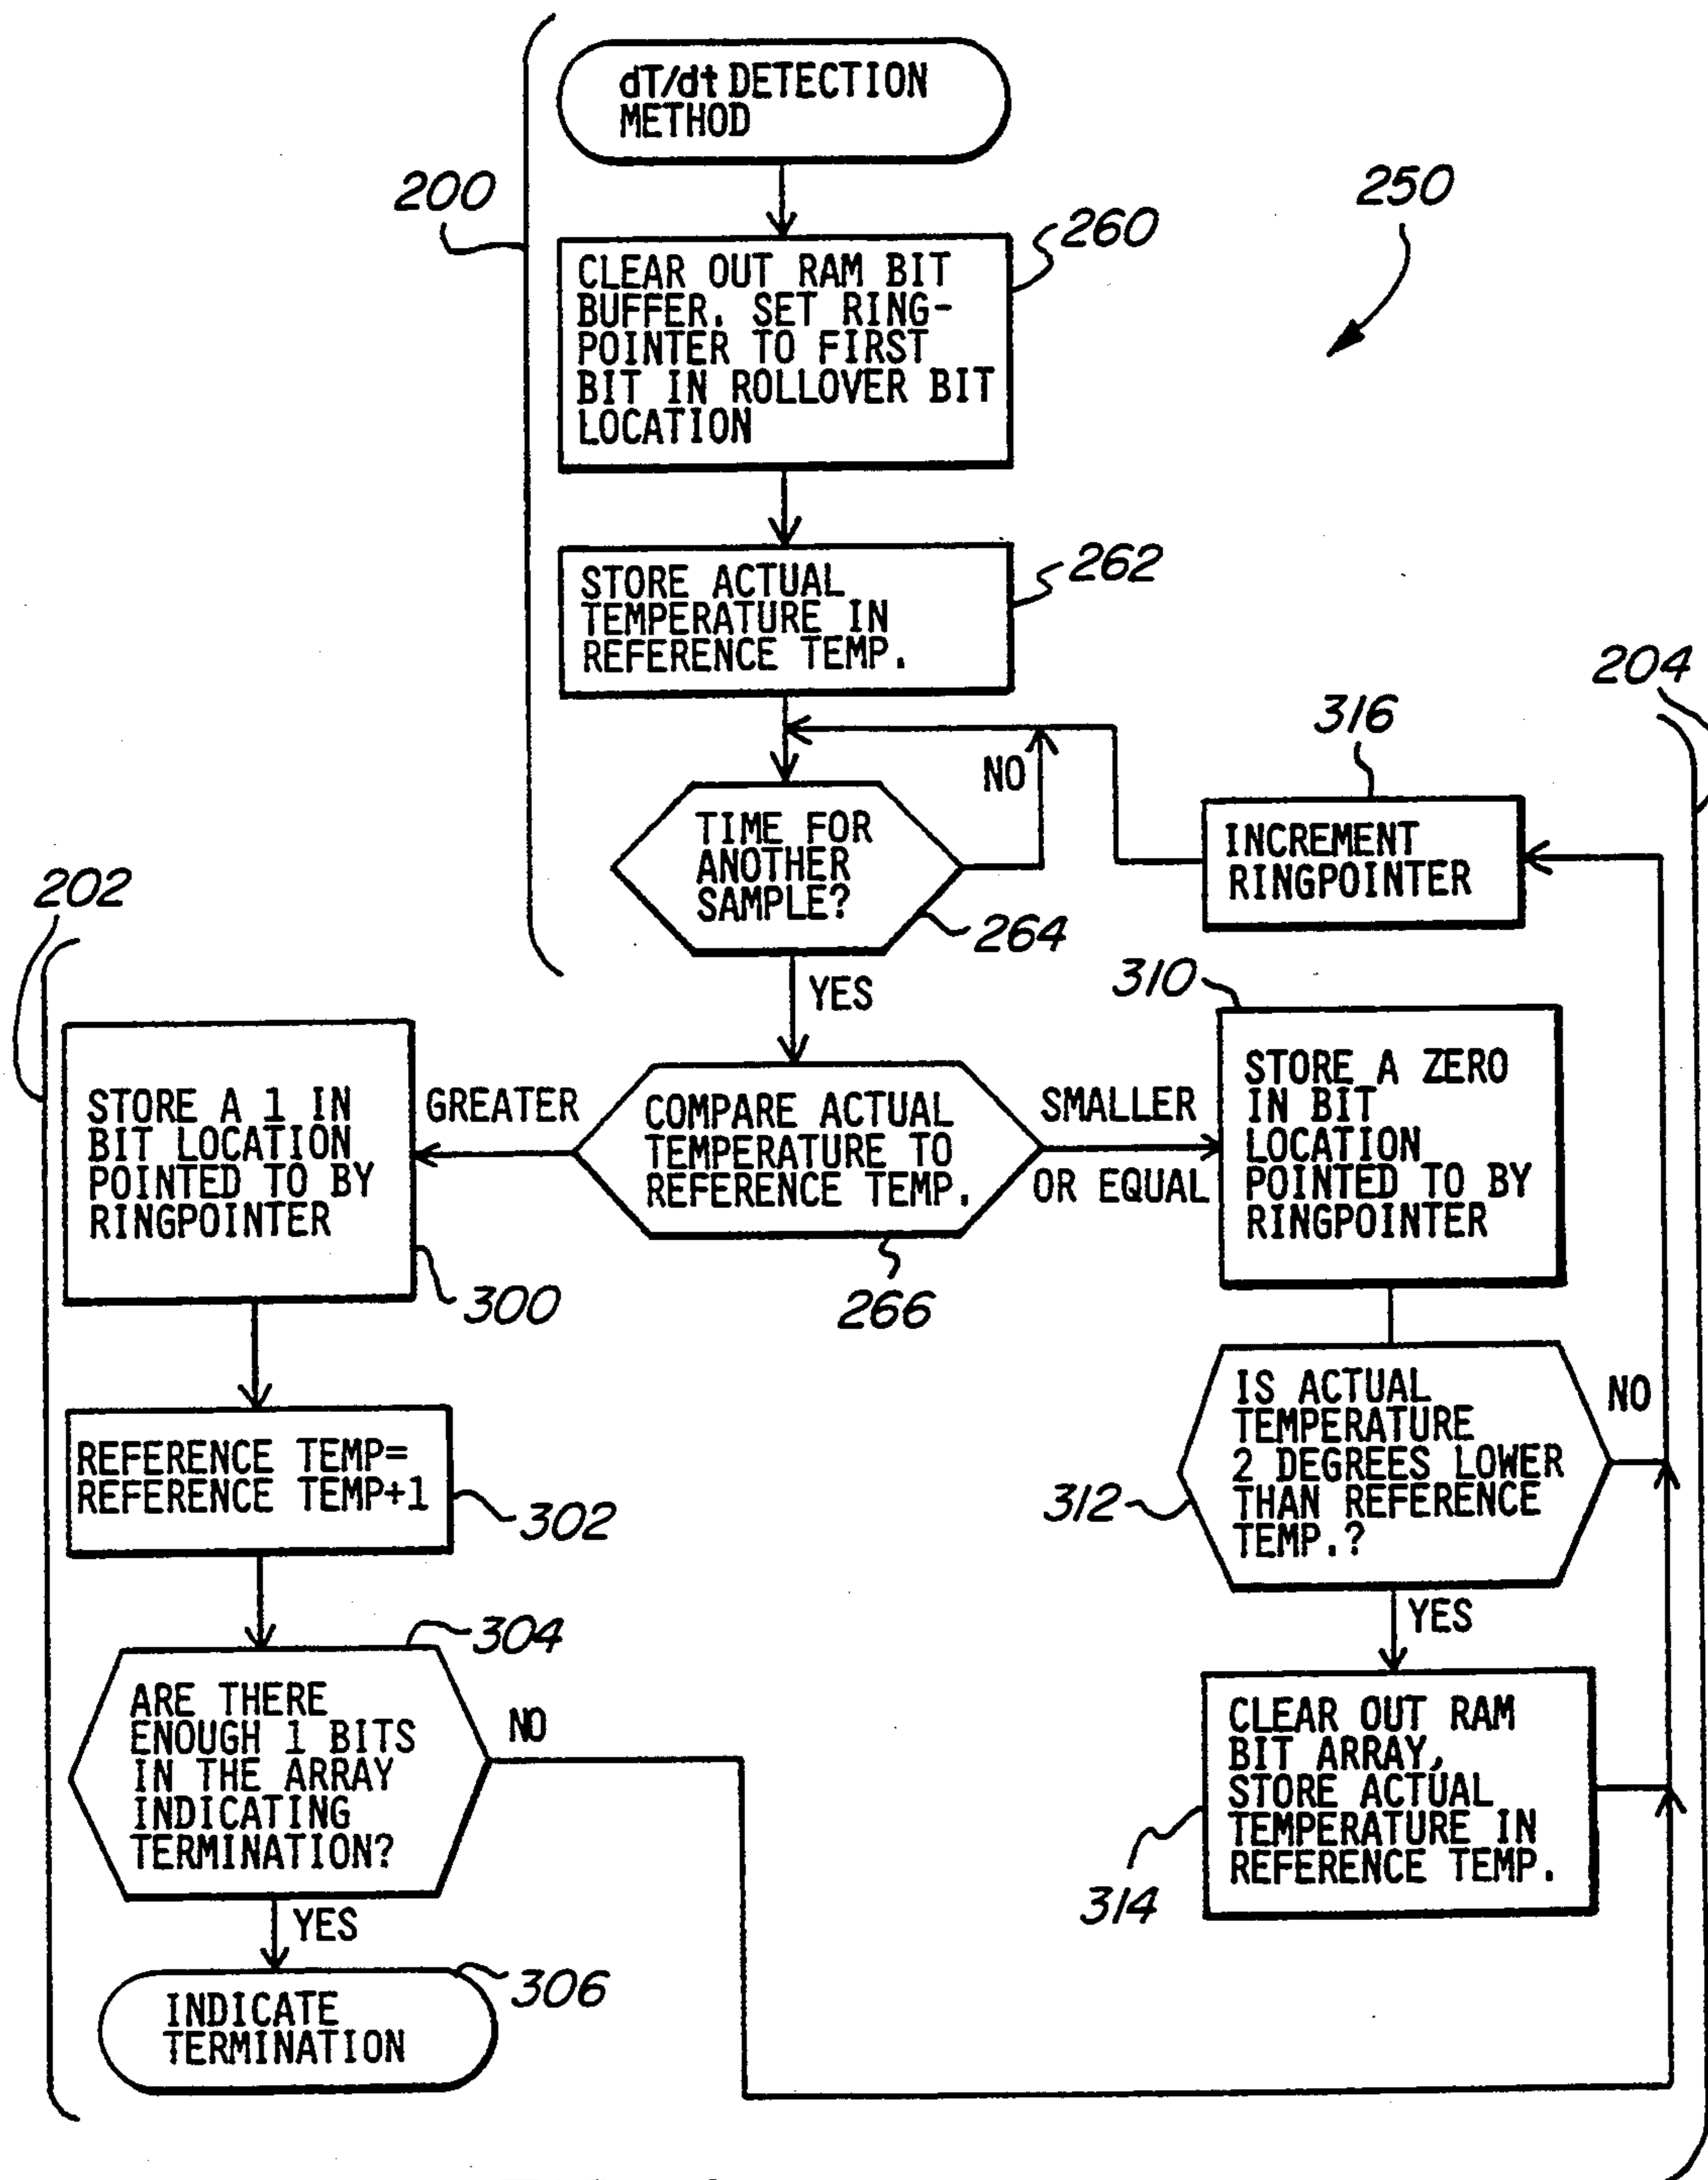 dT/dt DETECTION
METHOD
200
250
260
CLEAR OUT RAM BIT
BUFFER. SET RING-
POINTER TO FIRST
BIT IN ROLLOVER BIT
LOCATION
262
STORE ACTUAL
TEMPERATURE IN
REFERENCE TEMP.
204
316
NO
INCREMENT
RINGPOINTER
TIME FOR
ANOTHER
SAMPLE?
264
202
YES
310
STORE A 1 IN
BIT LOCATION
POINTED TO BY
RINGPOINTER
300
GREATER
COMPARE ACTUAL
TEMPERATURE TO
REFERENCE TEMP.
266
SMALLER
OR EQUAL
STORE A ZERO
IN BIT
LOCATION
POINTED TO BY
RINGPOINTER
REFERENCE TEMP=
REFERENCE TEMP+1
302
IS ACTUAL
TEMPERATURE
2 DEGREES LOWER
THAN REFERENCE
TEMP.?
312
NO
YES
304
ARE THERE
ENOUGH 1 BITS
IN THE ARRAY
INDICATING
TERMINATION?
NO
YES
CLEAR OUT RAM
BIT ARRAY,
STORE ACTUAL
TEMPERATURE IN
REFERENCE TEMP.
314
306
INDICATE
TERMINATION